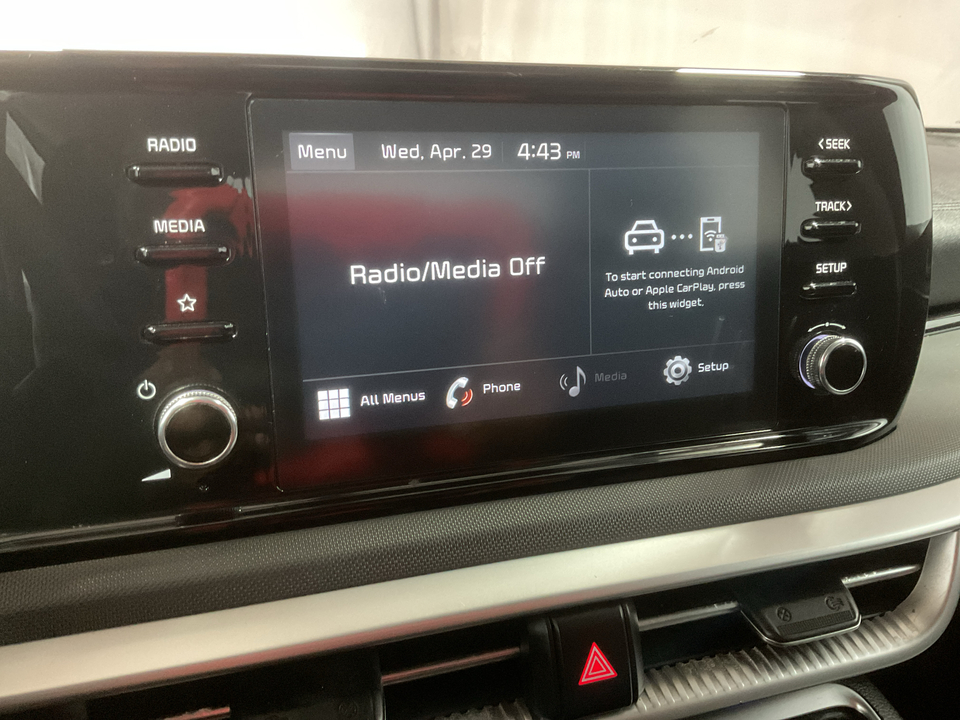 RADIO
MEDIA
Menu
Wed, Apr. 29
4:43 PM
Radio/Media Off
To start connecting Android
Auto or Apple CarPlay, press
this widget.
All Menus
Phone
Media
Setup
<SEEK
TRACK>
SETUP